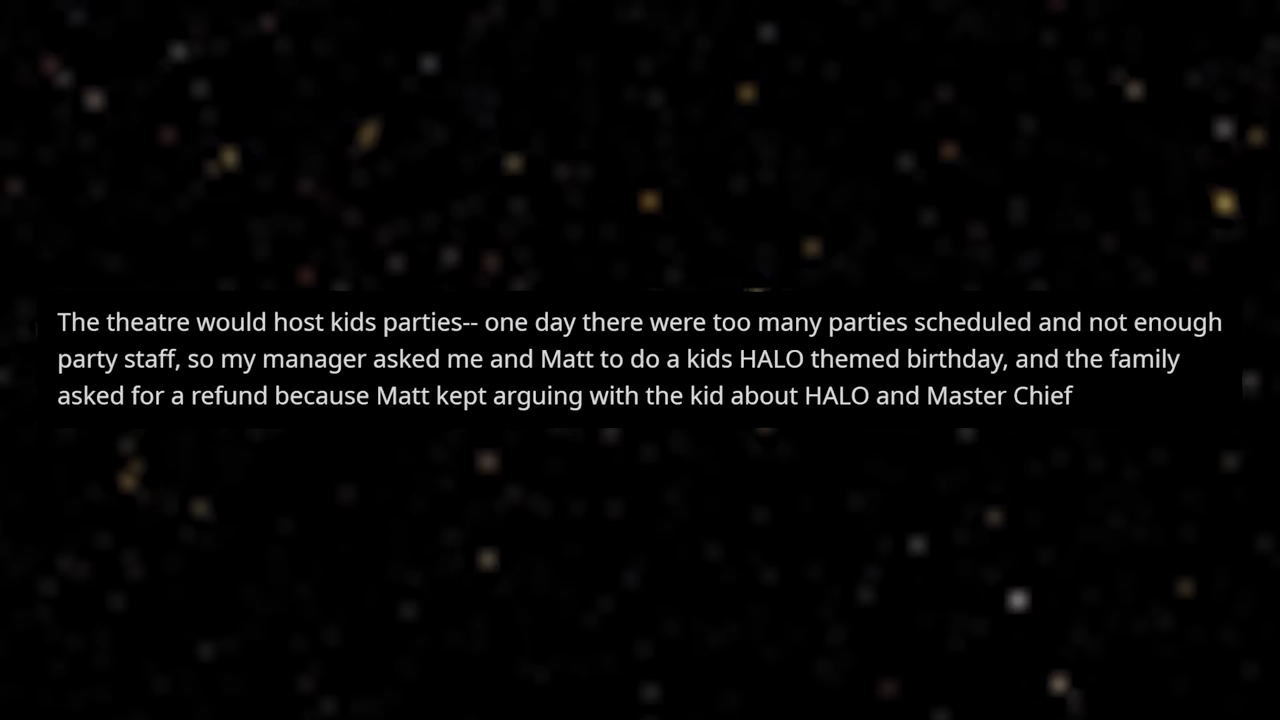 The theatre would host kids parties-- one day there were too many parties scheduled and not enough
party staff, so my manager asked me and Matt to do a kids HALO themed birthday, and the family
asked for a refund because Matt kept arguing with the kid about HALO and Master Chief